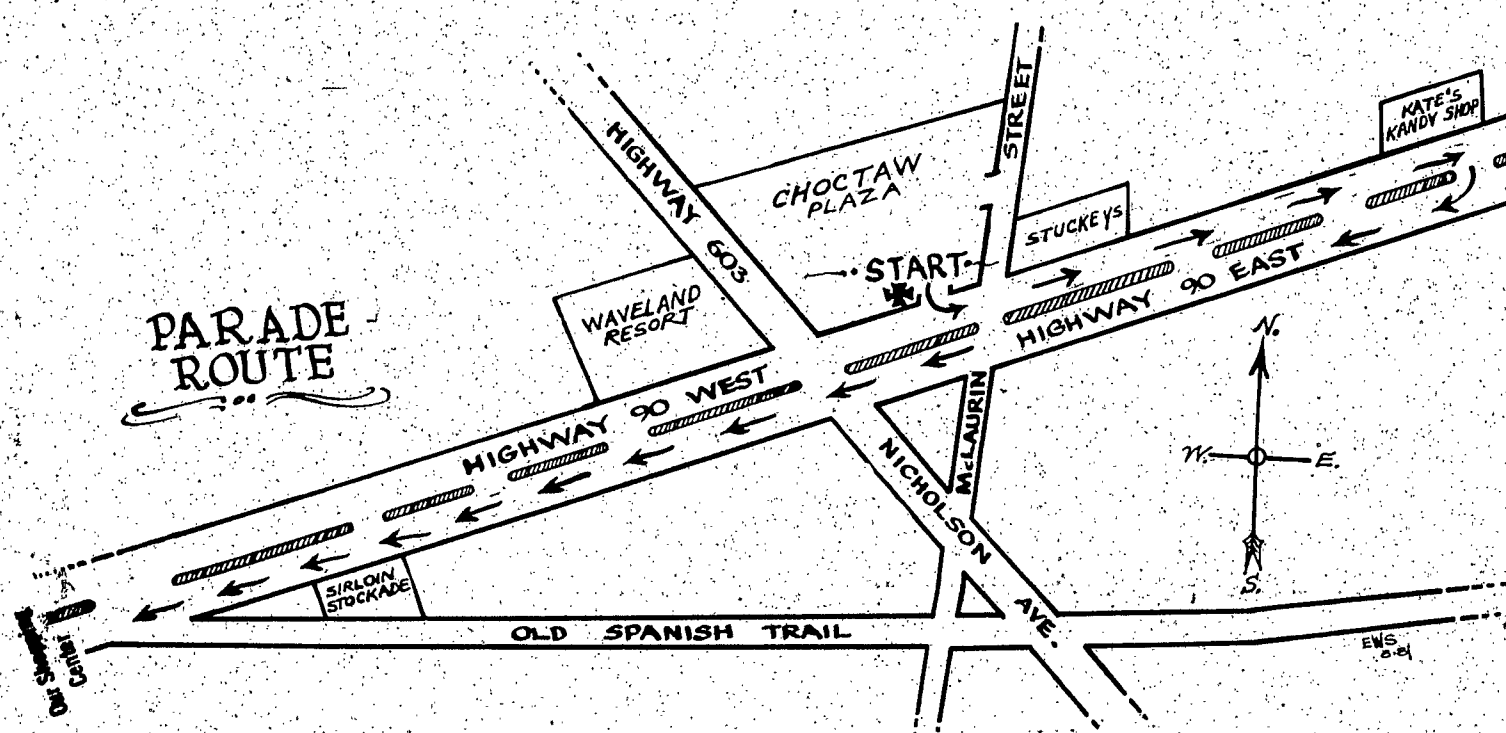 PARADE
ROUTE
HIGHWAY 603
CHOCTAW
PLAZA
STREET
KATE'S
KANDY SHOP
STUCKEYS
START
WAVELAND
RESORT
HIGHWAY 90 EAST
HIGHWAY 90 WEST
McLAURIN
NICHOLSON
AVE.
N.
W.
E.
S.
SIRLOIN
STOCKADE
OLD SPANISH TRAIL
Center
EWS